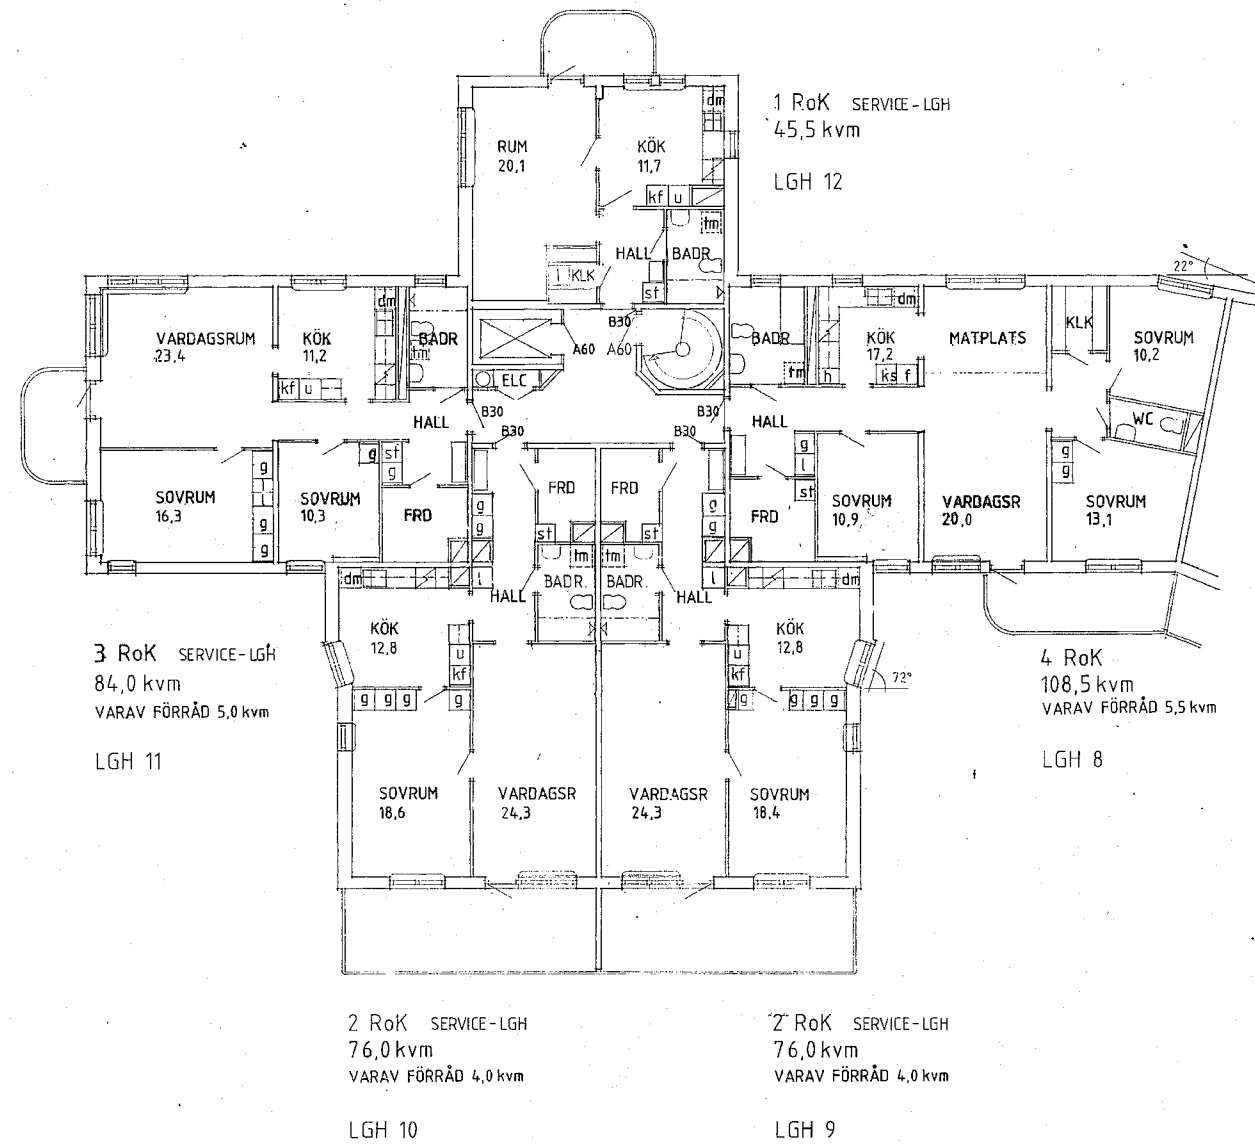 1 RoK SERVICE-LGH
45,5 kvm
LGH 12
dm
RUM
20,1
KÖK
11,7
kf u
tm
HALL
BADR.
KLK
st
22°
B30
A60
A60
ELC
B30
B30
B30
B30
VARDAGSRUM
23,4
KÖK
11,2
dm
BADR
tm
kf u
HALL
SOVRUM
16,3
g
g
g
SOVRUM
10,3
g
st
g
FRD
BADR
tm
h
KÖK
17,2
dm
ks f
MATPLATS
KLK
SOVRUM
10,2
WC
HALL
g
l
st
FRD
SOVRUM
10,9
VARDAGSR
20,0
g
g
SOVRUM
13,1
FRD
FRD
g
g
st
st
g
g
tm
tm
BADR.
BADR.
l
l
HALL
HALL
dm
KÖK
12,8
u
kf
g g g
g
SOVRUM
18,6
VARDAGSR
24,3
dm
KÖK
12,8
u
kf
g
g g g
72°
VARDAGSR
24,3
SOVRUM
18,4
3 RoK SERVICE-LGH
84,0 kvm
VARAV FÖRRÅD 5,0 kvm
LGH 11
4 RoK
108,5 kvm
VARAV FÖRRÅD 5,5 kvm
LGH 8
2 RoK SERVICE-LGH
76,0 kvm
VARAV FÖRRÅD 4,0 kvm
LGH 10
2 RoK SERVICE-LGH
76,0 kvm
VARAV FÖRRÅD 4,0 kvm
LGH 9